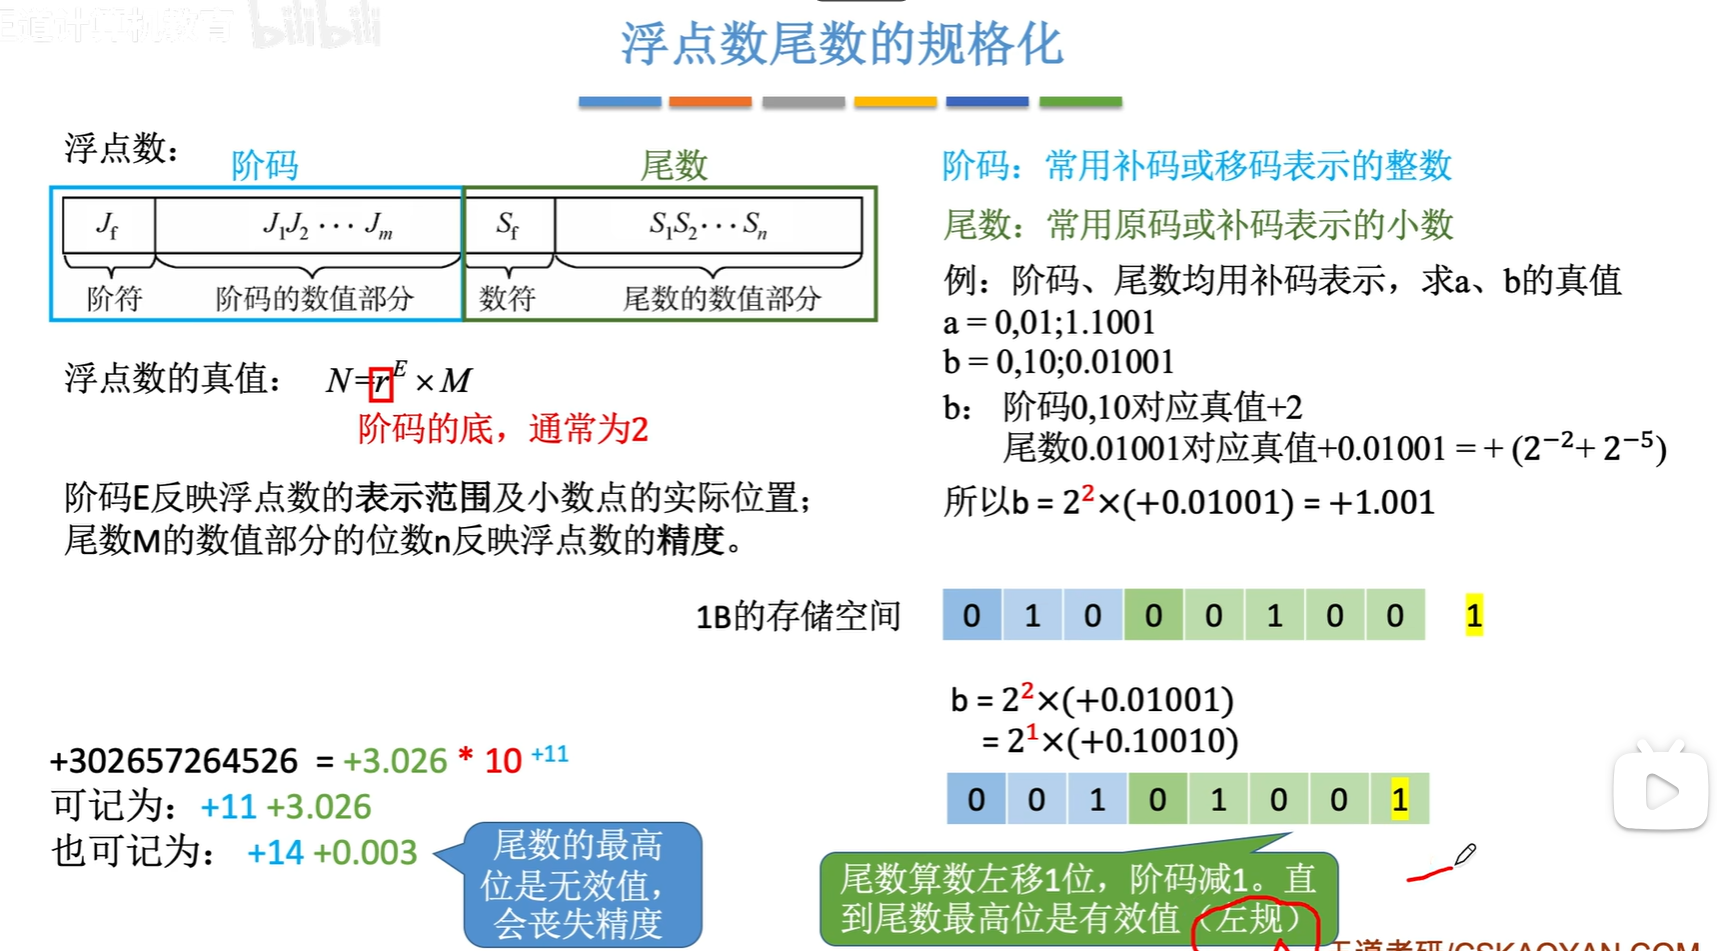 王道计算机教育 bilibili
浮点数尾数的规格化
浮点数：
阶码
尾数
J_f J_1J_2 ⋯ J_m S_f S_1S_2⋯S_n
阶符 阶码的数值部分 数符 尾数的数值部分
浮点数的真值： N=r^E × M
阶码的底，通常为2
阶码E反映浮点数的表示范围及小数点的实际位置；
尾数M的数值部分的位数n反映浮点数的精度。
阶码：常用补码或移码表示的整数
尾数：常用原码或补码表示的小数
例：阶码、尾数均用补码表示，求a、b的真值
a = 0,01;1.1001
b = 0,10;0.01001
b： 阶码0,10对应真值+2
尾数0.01001对应真值+0.01001 = + (2^−2+ 2^−5)
所以b = 2^2×(+0.01001) = +1.001
1B的存储空间 0 1 0 0 0 1 0 0 1
b = 2^2×(+0.01001)
= 2^1×(+0.10010)
0 0 1 0 1 0 0 1
尾数算数左移1位，阶码减1。直
到尾数最高位是有效值（左规）
+302657264526 = +3.026 * 10 +11
可记为：+11 +3.026
也可记为： +14 +0.003
尾数的最高
位是无效值，
会丧失精度
王道考研/CSKAOYAN.COM